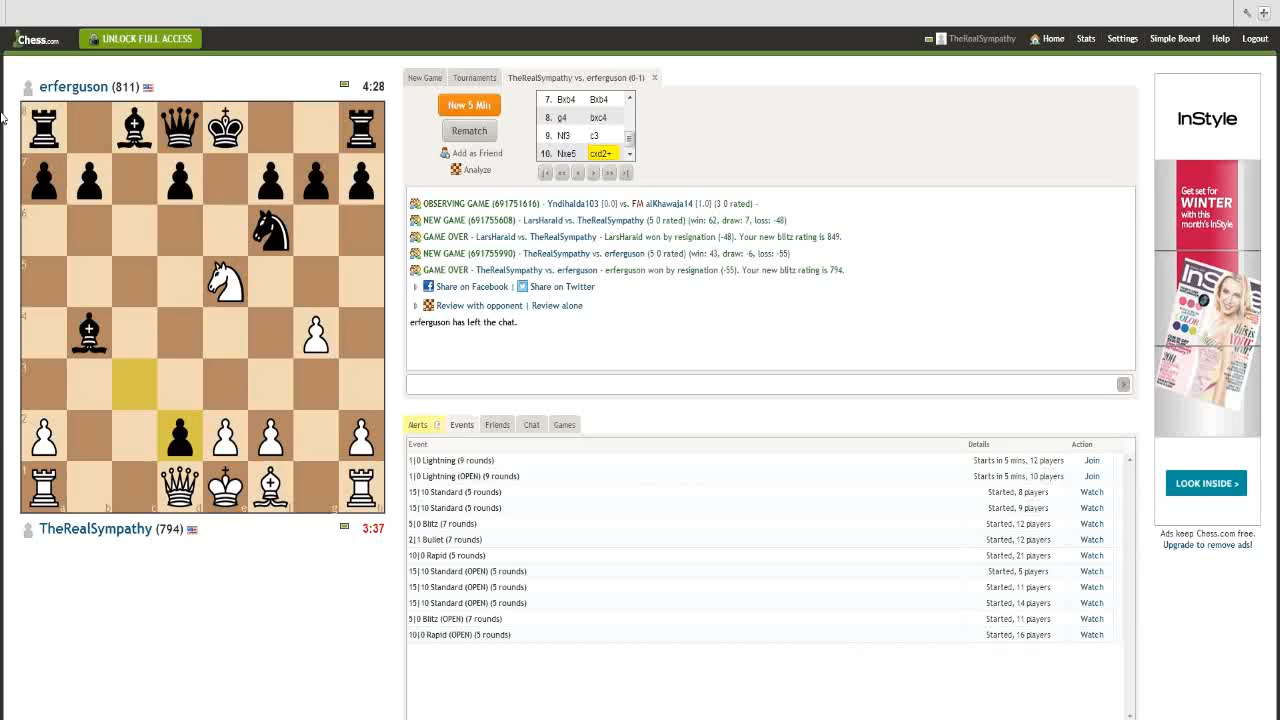 Chess.com UNLOCK FULL ACCESS TheRealSympathy Home Stats Settings Simple Board Help Logout
erferguson (811) 4:28
8
7
6
5
4
3
2
1
a b c d e f g h
TheRealSympathy (794) 3:37
New Game Tournaments TheRealSympathy vs. erferguson (0-1) x
New 5 Min
Rematch
Add as Friend
Analyze
7. Bxb4 Bxb4
8. g4 bxc4
9. Nf3 c3
10. Nxe5 cxd2+
|< << < > >> >|
OBSERVING GAME (691751616) - Yndihalda103 [0.0] vs. FM alKhawaja14 [1.0] (3 0 rated) -
NEW GAME (691755608) - LarsHarald vs. TheRealSympathy (5 0 rated) (win: 62, draw: 7, loss: -48)
GAME OVER - LarsHarald vs. TheRealSympathy - LarsHarald won by resignation (-48). Your new blitz rating is 849.
NEW GAME (691755990) - TheRealSympathy vs. erferguson (5 0 rated) (win: 43, draw: -6, loss: -55)
GAME OVER - TheRealSympathy vs. erferguson - erferguson won by resignation (-55). Your new blitz rating is 794.
Share on Facebook | Share on Twitter
Review with opponent | Review alone
erferguson has left the chat.
Alerts Events Friends Chat Games
Event Details Action
1|0 Lightning (9 rounds) Starts in 5 mins, 12 players Join
1|0 Lightning (OPEN) (9 rounds) Starts in 5 mins, 10 players Join
15|10 Standard (5 rounds) Started, 8 players Watch
15|10 Standard (5 rounds) Started, 9 players Watch
5|0 Blitz (7 rounds) Started, 12 players Watch
2|1 Bullet (7 rounds) Started, 12 players Watch
10|0 Rapid (5 rounds) Started, 21 players Watch
15|10 Standard (OPEN) (5 rounds) Started, 5 players Watch
15|10 Standard (OPEN) (5 rounds) Started, 11 players Watch
15|10 Standard (OPEN) (5 rounds) Started, 14 players Watch
5|0 Blitz (OPEN) (7 rounds) Started, 11 players Watch
10|0 Rapid (OPEN) (5 rounds) Started, 16 players Watch
InStyle
Get set for
WINTER
with this
month's InStyle
LOOK INSIDE >
Ads keep Chess.com free.
Upgrade to remove ads!